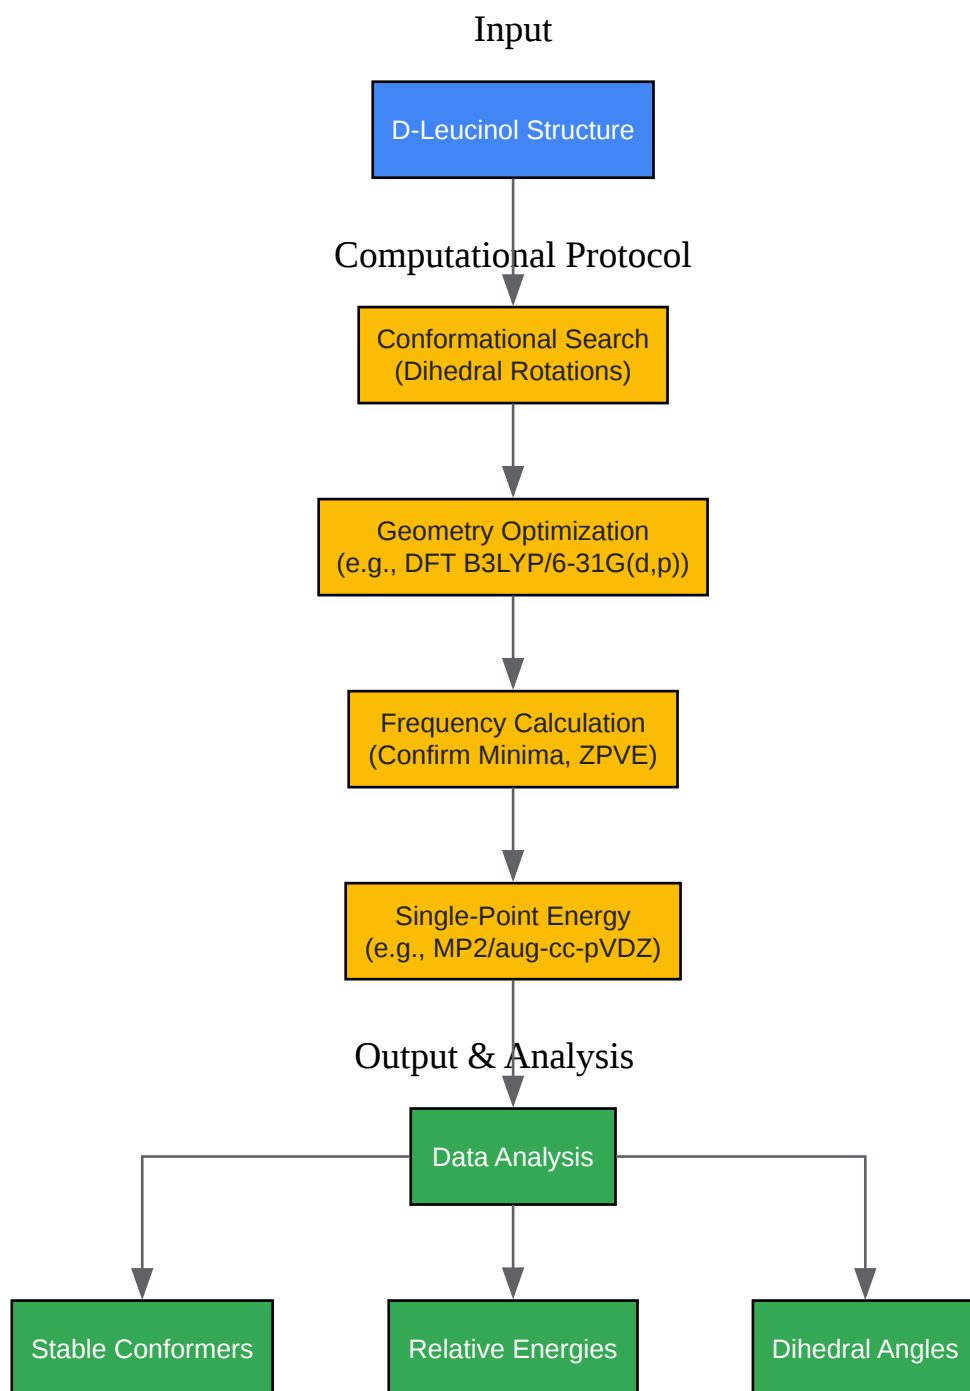 Input
D-Leucinol Structure
Computational Protocol
Conformational Search
(Dihedral Rotations)
Geometry Optimization
(e.g., DFT B3LYP/6-31G(d,p))
Frequency Calculation
(Confirm Minima, ZPVE)
Single-Point Energy
(e.g., MP2/aug-cc-pVDZ)
Output & Analysis
Data Analysis
Stable Conformers
Relative Energies
Dihedral Angles